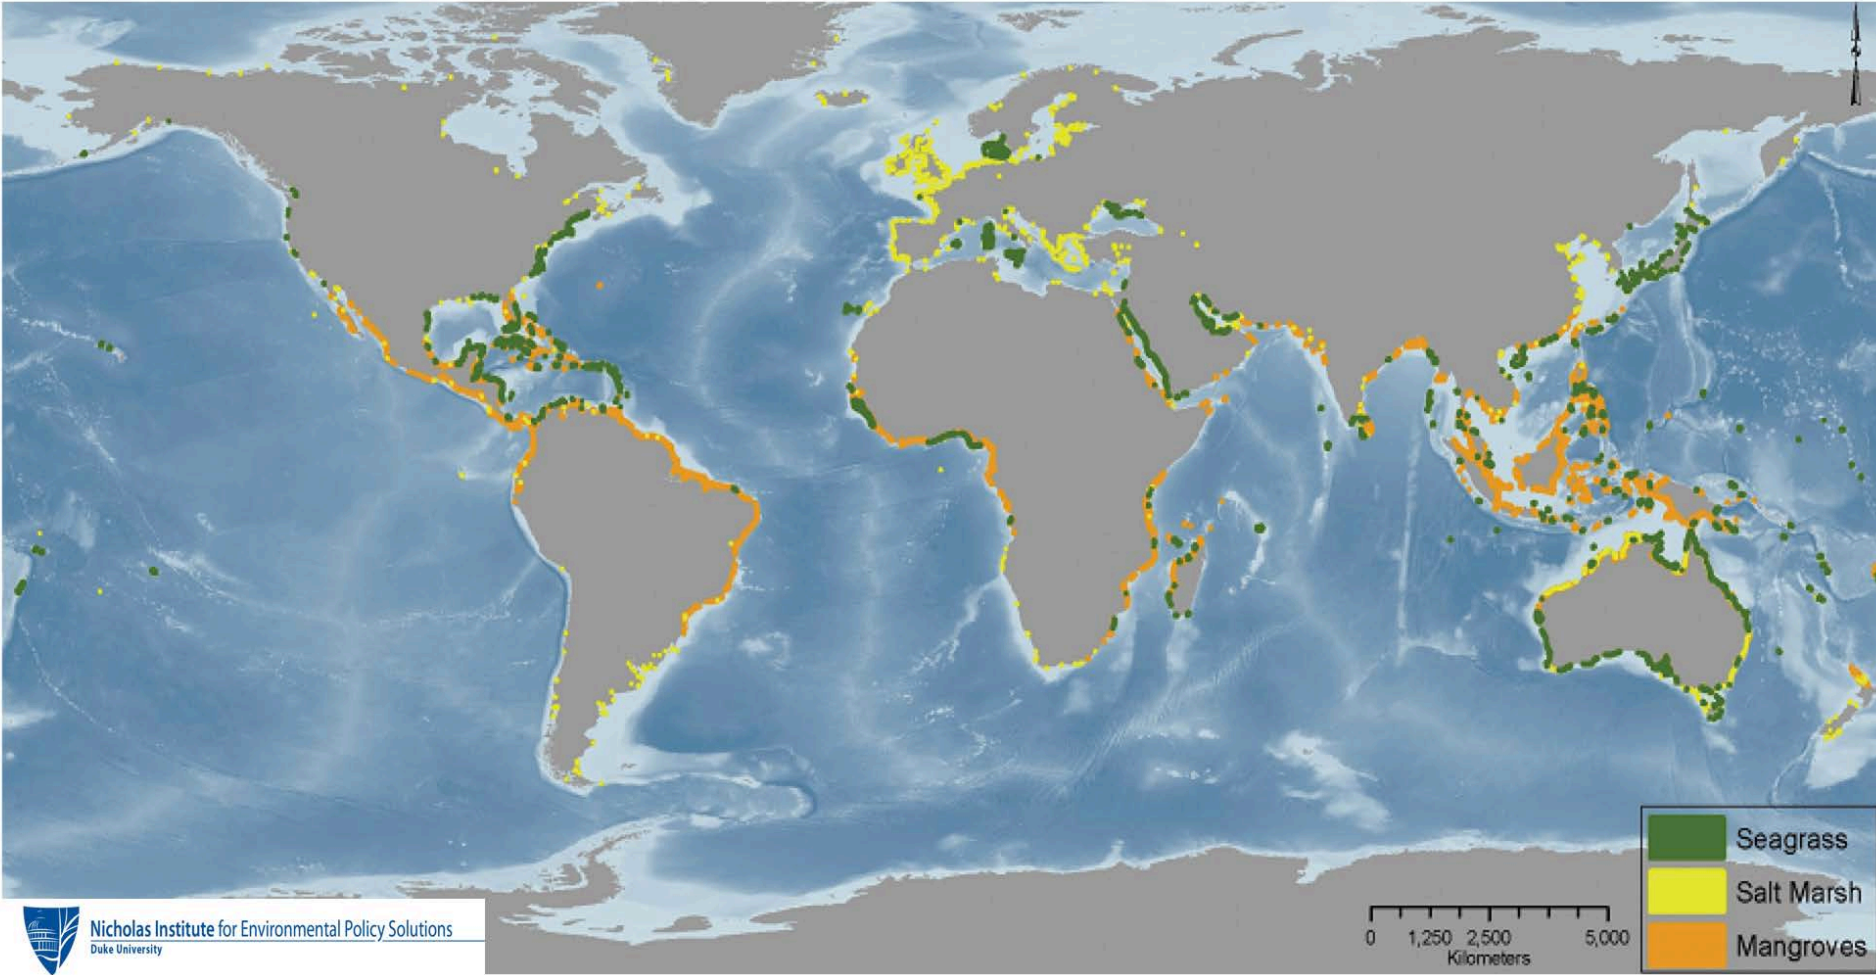 Seagrass
Salt Marsh
Mangroves
0 1,250 2,500 5,000
Kilometers
Nicholas Institute for Environmental Policy Solutions
Duke University